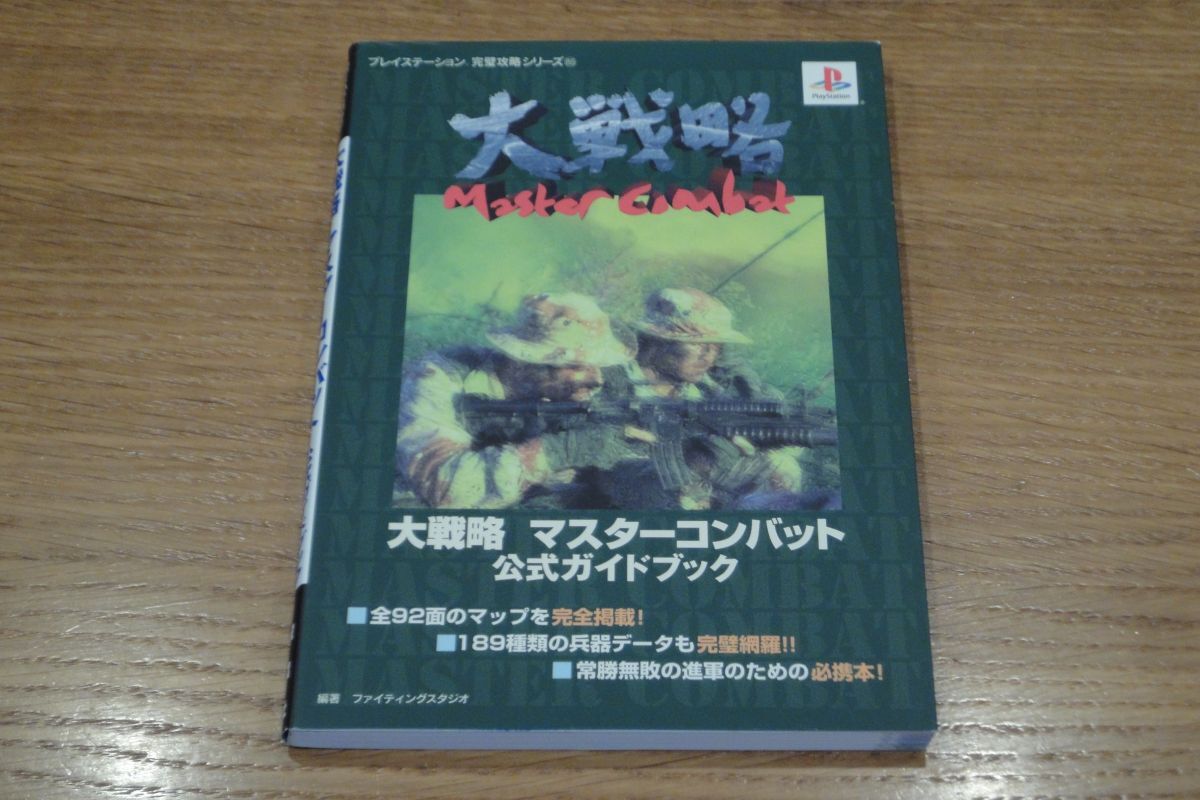 プレイステーション 完璧攻略シリーズ
PlayStation
大戦略
Master Combat
大戦略 マスターコンバット
公式ガイドブック
■全92面のマップを完全掲載!
■189種類の兵器データも完璧網羅!!
■常勝無敗の進軍のための必携本!
編著 ファイティングスタジオ
MASTER COMBAT